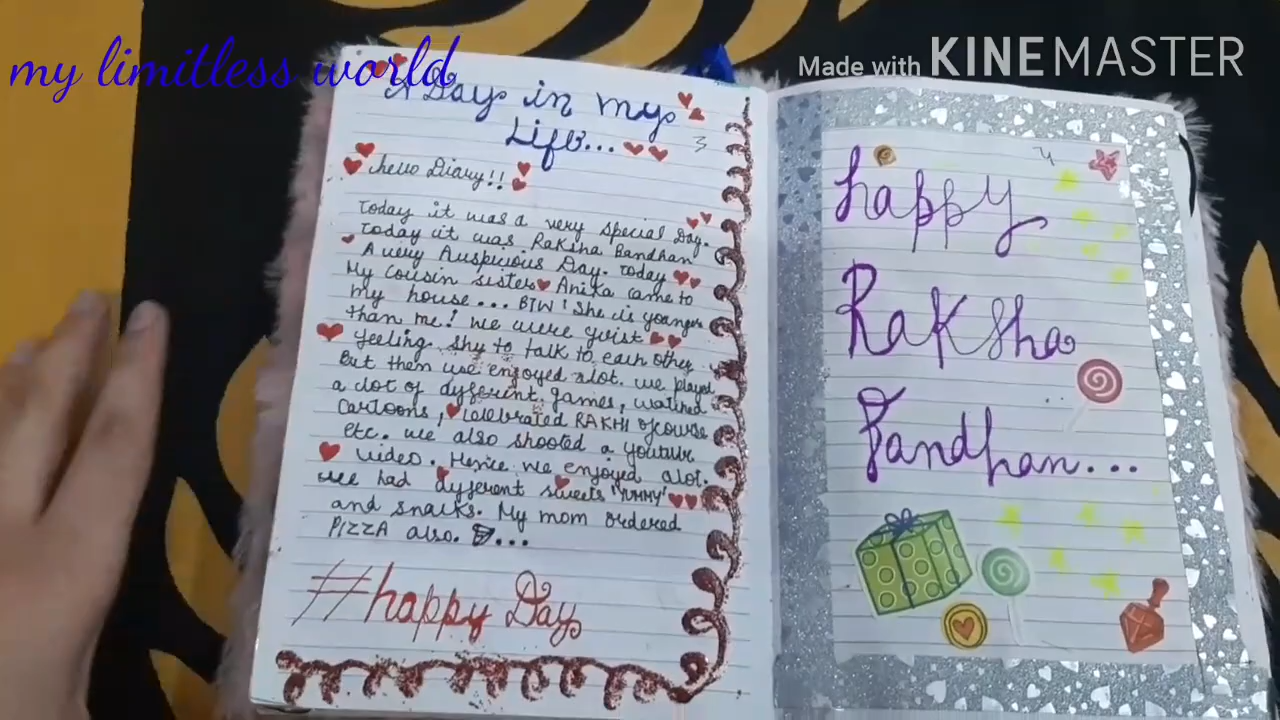 my limitless world
Made with KINEMASTER
A Day in my
Life...
3
hello Diary!!
Today it was a very special Day.
Today it was Raksha Bandhan
A very Auspicious Day. Today
My cousin sister Anika came to
my house... BTW! She is younger
than me! We were just
feeling shy to talk to each other
But then we enjoyed alot. we played
a lot of different games, watched
Cartoons, Celebrated RAKHI ofcourse
etc. we also shooted a youtube
video. Hence we enjoyed alot.
we had different sweets "YUMMY"
and snacks. My mom ordered
PIZZA also. ...
#happy Day
4
happy
Raksha
Bandhan...